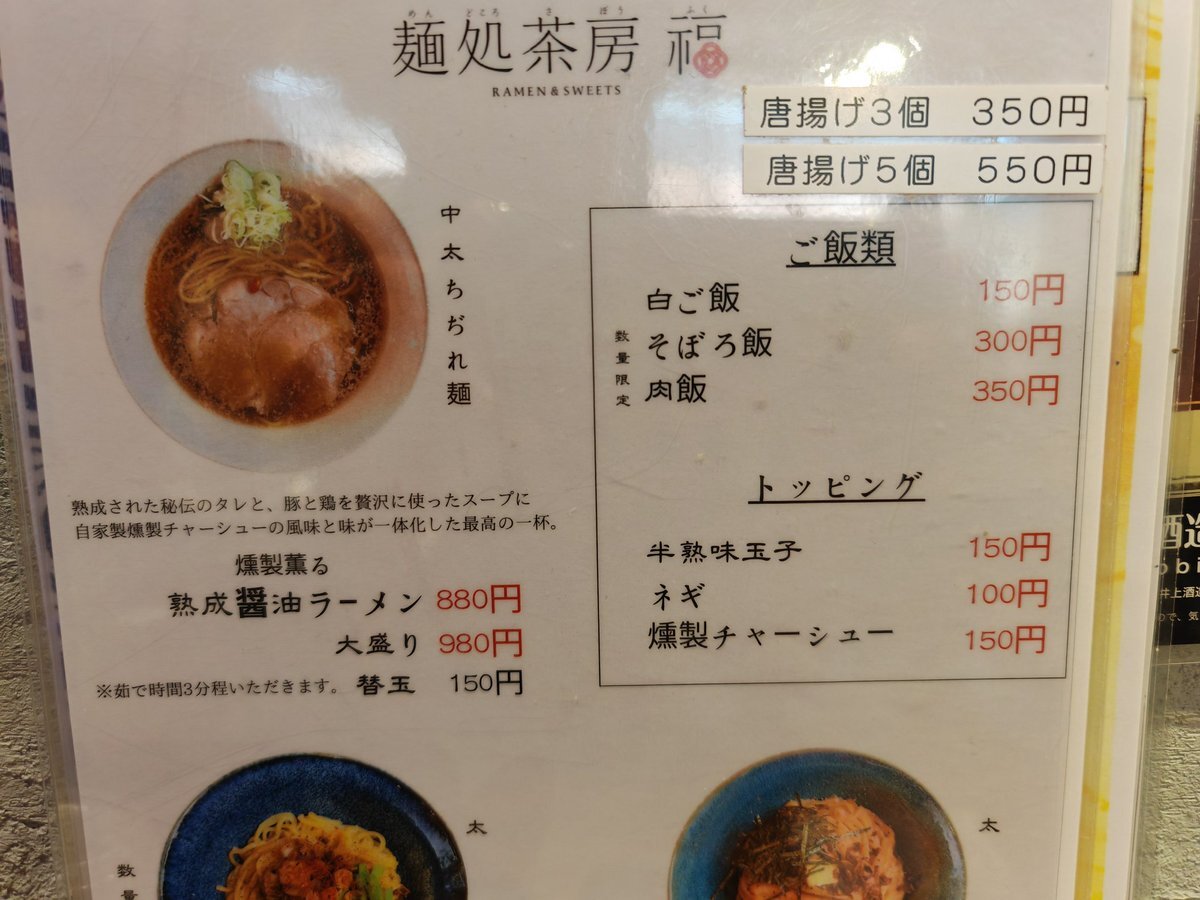 めん どころ さ ぼう ふく
麺処茶房 福
RAMEN & SWEETS
唐揚げ3個 350円
唐揚げ5個 550円
中太ちぢれ麺
熟成された秘伝のタレと、豚と鶏を贅沢に使ったスープに
自家製燻製チャーシューの風味と味が一体化した最高の一杯。
燻製薫る
熟成醤油ラーメン 880円
大盛り 980円
※茹で時間3分程いただきます。 替玉 150円
ご飯類
白ご飯 150円
数量限定
そぼろ飯 300円
肉飯 350円
トッピング
半熟味玉子 150円
ネギ 100円
燻製チャーシュー 150円
太
数量
太
井上酒造
ので、気